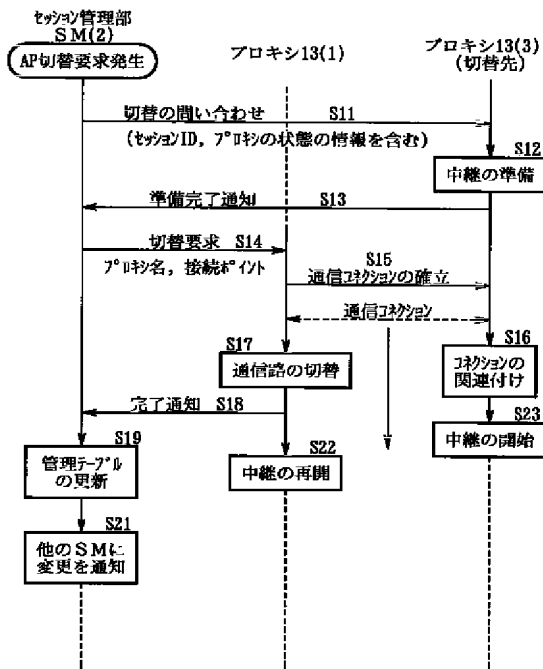 セッション管理部
SM(2)
プロキシ13(1)
プロキシ13(3)
(切替先)
AP切替要求発生
切替の問い合わせ S11
(セッションID, プロキシの状態の情報を含む)
S12
中継の準備
準備完了通知 S13
切替要求 S14
プロキシ名, 接続ポイント
S15
通信コネクションの確立
通信コネクション
S16
コネクションの
関連付け
S17
通信路の切替
完了通知 S18
S23
中継の開始
S19
管理テーブル
の更新
S22
中継の再開
S21
他のSMに
変更を通知